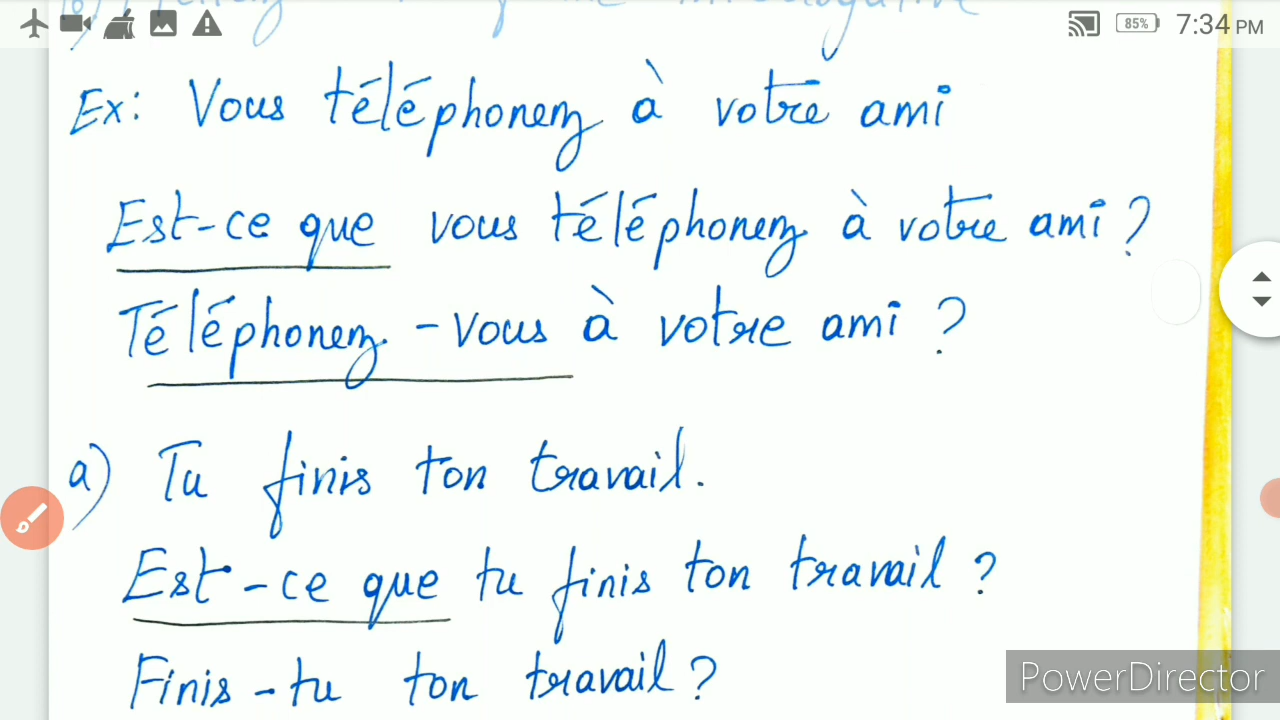 85% 7:34 PM
Ex: Vous téléphonez à votre ami
Est-ce que vous téléphonez à votre ami ?
Téléphonez-vous à votre ami ?
a) Tu finis ton travail.
Est-ce que tu finis ton travail ?
Finis-tu ton travail ?
PowerDirector